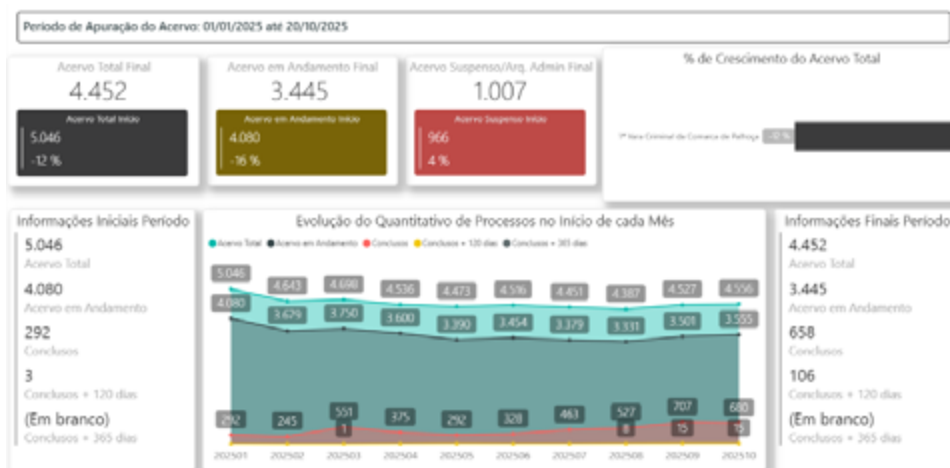 Período de Apuração do Acervo: 01/01/2025 até 20/10/2025
Acervo Total Final
4.452
Acervo Total Início
5.046
-12 %
Acervo em Andamento Final
3.445
Acervo em Andamento Início
4.080
-16 %
Acervo Suspenso/Arq. Admin Final
1.007
Acervo Suspenso Início
966
4 %
% de Crescimento do Acervo Total
1ª Vara Criminal da Comarca de Palhoça
-12 %
Informações Iniciais Período
5.046
Acervo Total
4.080
Acervo em Andamento
292
Conclusos
3
Conclusos + 120 dias
(Em branco)
Conclusos + 365 dias
Evolução do Quantitativo de Processos no Início de cada Mês
Acervo Total Acervo em Andamento Conclusos Conclusos + 120 dias Conclusos + 365 dias
5.046 4.643 4.698 4.536 4.473 4.516 4.451 4.387 4.527 4.556
4.080 3.679 3.750 3.600 3.390 3.454 3.379 3.331 3.501 3.555
292 245 551 375 292 328 463 527 707 680
1 8 15 15
202501 202502 202503 202504 202505 202506 202507 202508 202509 202510
Informações Finais Período
4.452
Acervo Total
3.445
Acervo em Andamento
658
Conclusos
106
Conclusos + 120 dias
(Em branco)
Conclusos + 365 dias